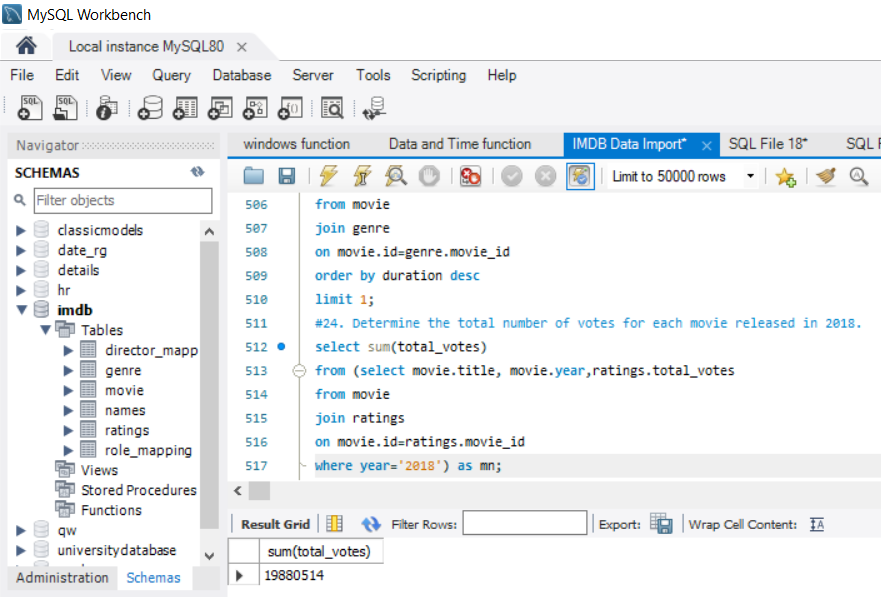 MySQL Workbench
Local instance MySQL80
File Edit View Query Database Server Tools Scripting Help
Navigator
SCHEMAS
Filter objects
classicmodels
date_rg
details
hr
imdb
Tables
director_mapp
genre
movie
names
ratings
role_mapping
Views
Stored Procedures
Functions
qw
universitydatabase
Administration Schemas
windows function Data and Time function IMDB Data Import* SQL File 18* SQL F
Limit to 50000 rows
506 from movie
507 join genre
508 on movie.id=genre.movie_id
509 order by duration desc
510 limit 1;
511 #24. Determine the total number of votes for each movie released in 2018.
512 select sum(total_votes)
513 from (select movie.title, movie.year,ratings.total_votes
514 from movie
515 join ratings
516 on movie.id=ratings.movie_id
517 where year='2018') as mn;
Result Grid Filter Rows: Export: Wrap Cell Content:
sum(total_votes)
19880514